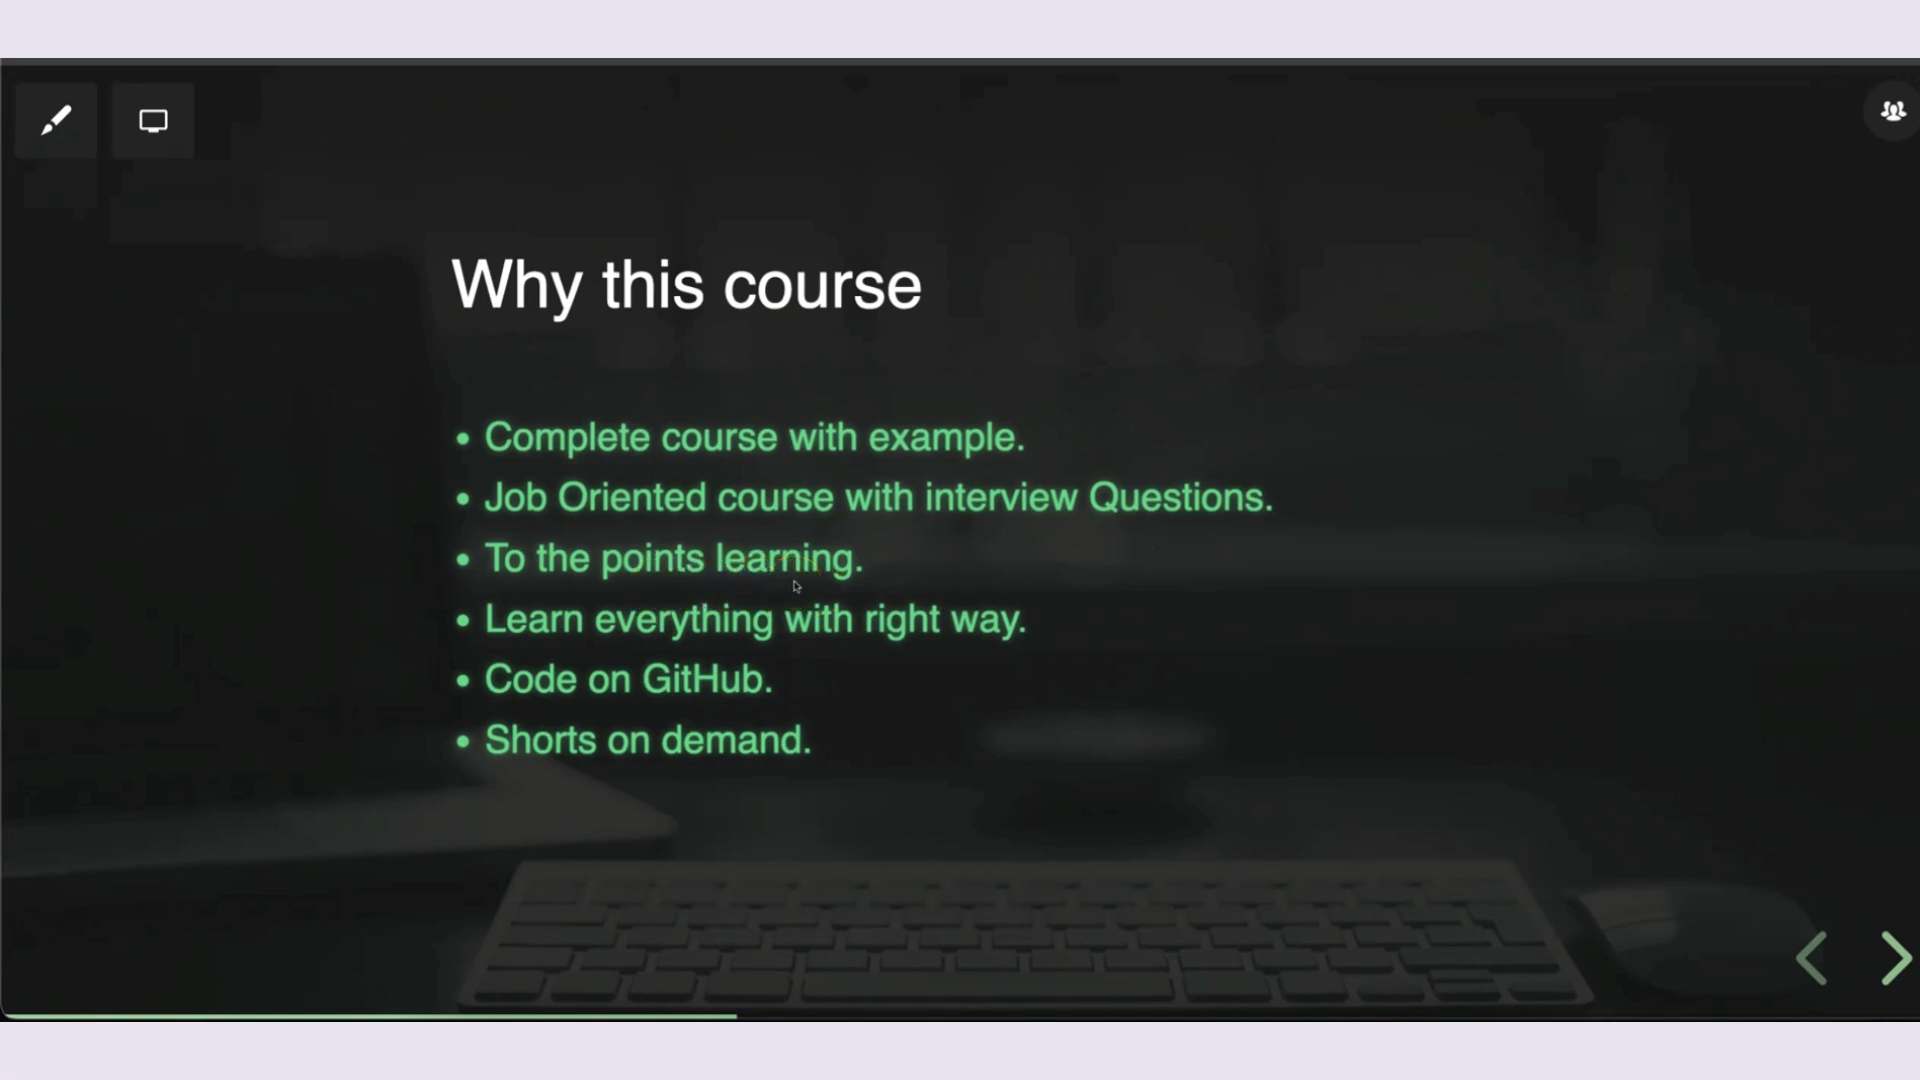 Why this course
• Complete course with example.
• Job Oriented course with interview Questions.
• To the points learning.
• Learn everything with right way.
• Code on GitHub.
• Shorts on demand.